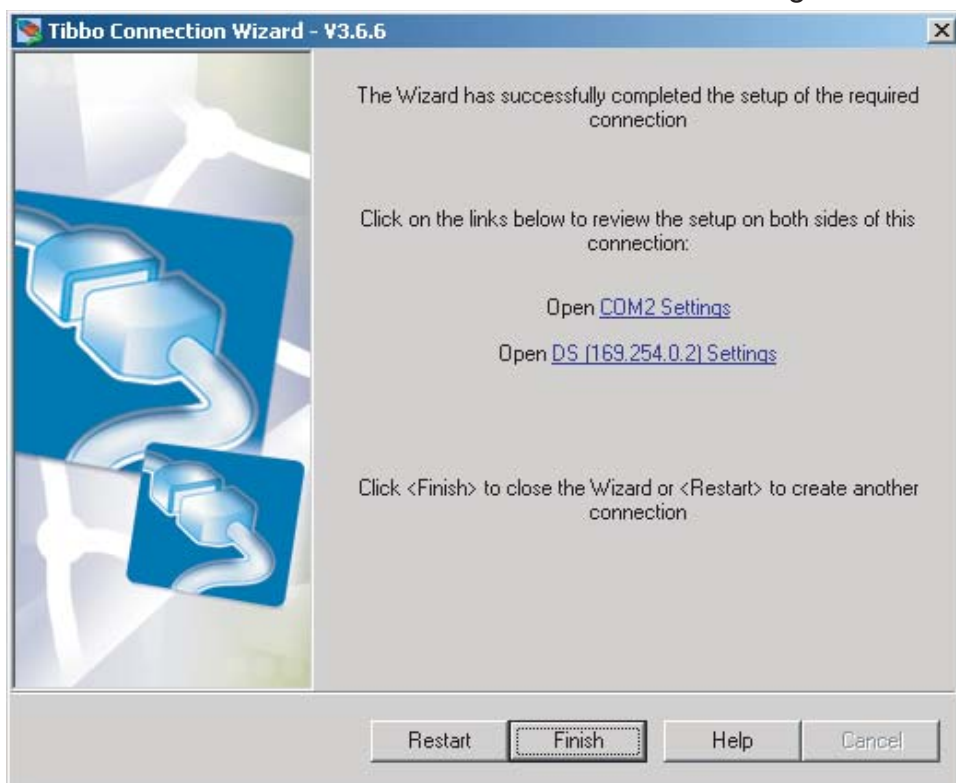 Tibbo Connection Wizard - V3.6.6
The Wizard has successfully completed the setup of the required
connection
Click on the links below to review the setup on both sides of this
connection:
Open COM2 Settings
Open DS (169.254.0.2) Settings
Click <Finish> to close the Wizard or <Restart> to create another
connection
Restart Finish Help Cancel